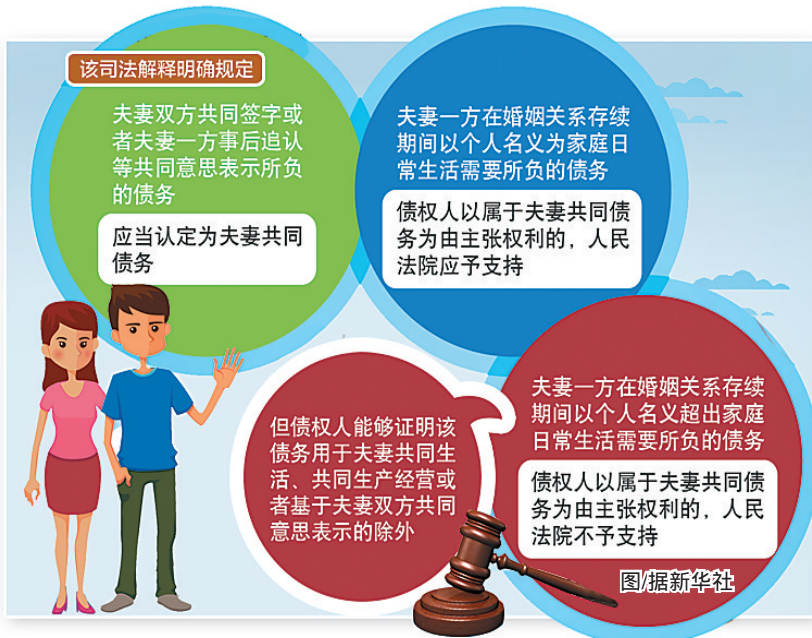 该司法解释明确规定
夫妻双方共同签字或
者夫妻一方事后追认
等共同意思表示所负
的债务
应当认定为夫妻共同
债务
夫妻一方在婚姻关系存续
期间以个人名义为家庭日
常生活需要所负的债务
债权人以属于夫妻共同债
务为由主张权利的，人民
法院应予支持
夫妻一方在婚姻关系存续
期间以个人名义超出家庭
日常生活需要所负的债务
债权人以属于夫妻共同债
务为由主张权利的，人民
法院不予支持
但债权人能够证明该
债务用于夫妻共同生
活、共同生产经营或
者基于夫妻双方共同
意思表示的除外
图/据新华社